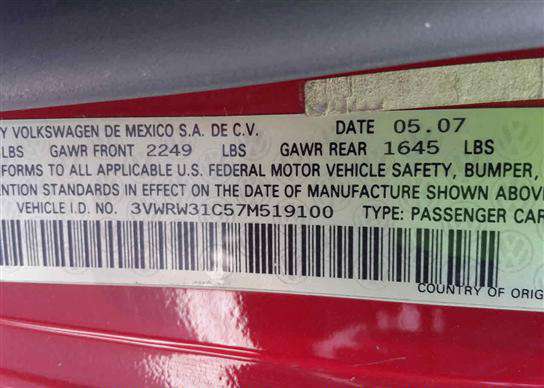 Y VOLKSWAGEN DE MEXICO S.A. DE C.V. DATE 05.07
LBS GAWR FRONT 2249 LBS GAWR REAR 1645 LBS
FORMS TO ALL APPLICABLE U.S. FEDERAL MOTOR VEHICLE SAFETY, BUMPER,
ENTION STANDARDS IN EFFECT ON THE DATE OF MANUFACTURE SHOWN ABOVE
VEHICLE I.D. NO. 3VWRW31C57M519100 TYPE: PASSENGER CAR
COUNTRY OF ORIG